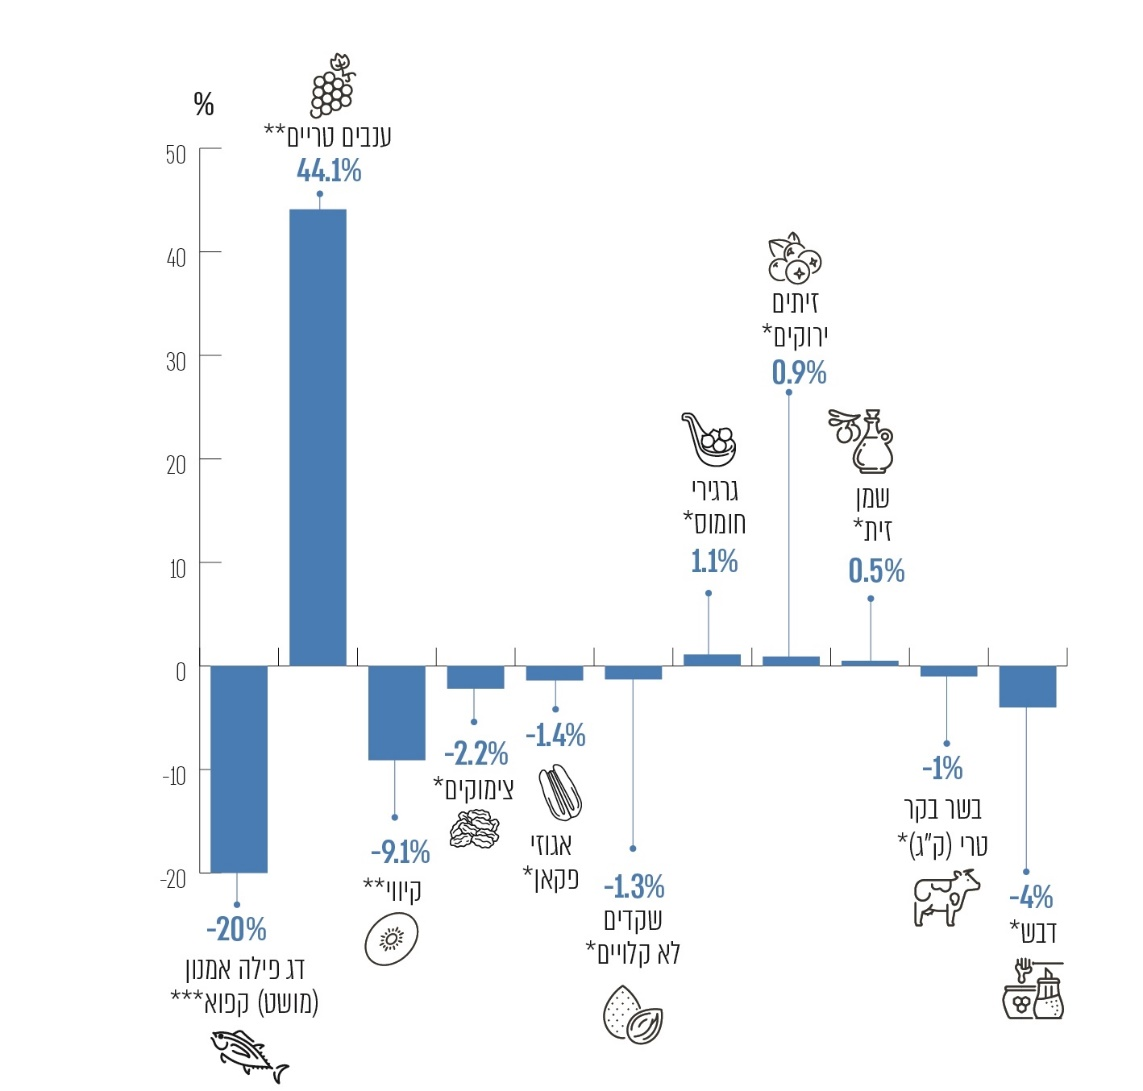 %
50
40
30
20
10
0
-10
-20
ענבים טריים**
44.1%
זיתים
ירוקים*
0.9%
גרגירי
חומוס*
1.1%
שמן
זית*
0.5%
-20%
דג פילה אמנון
(מושט) קפוא***
-9.1%
קיווי**
-2.2%
צימוקים*
-1.4%
אגוזי
פקאן*
-1.3%
שקדים
לא קלויים*
-1%
בשר בקר
טרי (ק"ג)*
-4%
דבש*